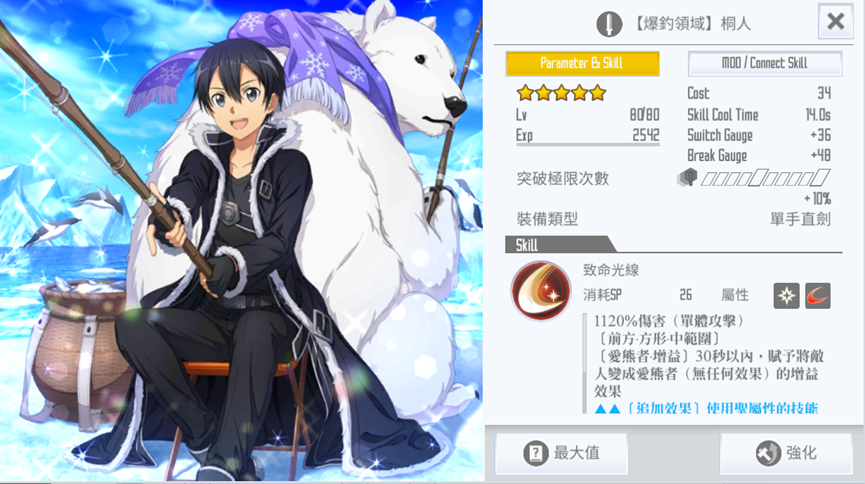 【爆釣領域】桐人
Parameter & Skill
MOD / Connect Skill
Lv 80/80
Exp 2542
Cost 34
Skill Cool Time 14.0s
Switch Gauge +36
Break Gauge +48
突破極限次數
+10%
裝備類型 單手直劍
Skill
致命光線
消耗SP 26 屬性
1120%傷害（單體攻擊）
〔前方·方形·中範圍〕
〔愛熊者·增益〕30秒以內，賦予將敵
人變成愛熊者（無任何效果）的增益
效果
▲▲〔追加效果〕使用聖屬性的技能
最大值
強化